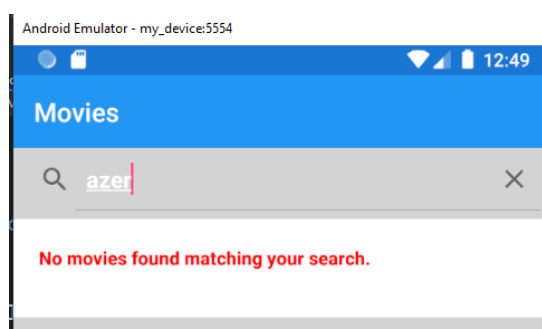 Android Emulator - my_device:5554
12:49
Movies
azer
No movies found matching your search.